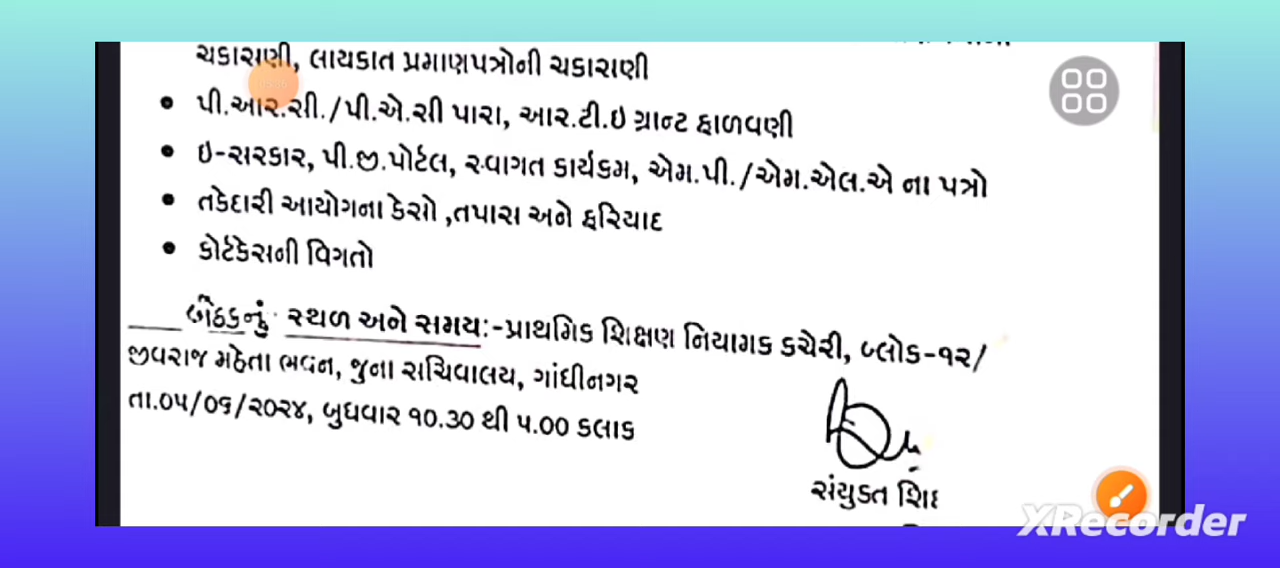 ચકાસણી, લાયકાત પ્રમાણપત્રોની ચકાસણી
• પી.આર.સી./પી.એ.સી પારા, આર.ટી.ઇ ગ્રાન્ટ ફાળવણી
• ઇ-સરકાર, પી.જી.પોર્ટલ, સ્વાગત કાર્યક્રમ, એમ.પી./એમ.એલ.એ ના પત્રો
• તકેદારી આયોગના કેસો ,તપાસ અને ફરિયાદ
• કોર્ટકેસની વિગતો
બેઠકનું સ્થળ અને સમય:-પ્રાથમિક શિક્ષણ નિયામક કચેરી, બ્લોક-૧૨/
જીવરાજ મહેતા ભવન, જુના સચિવાલય, ગાંધીનગર
તા.૦૫/૦૬/૨૦૨૪, બુધવાર ૧૦.૩૦ થી ૫.૦૦ કલાક
સંયુક્ત શિ
XRecorder